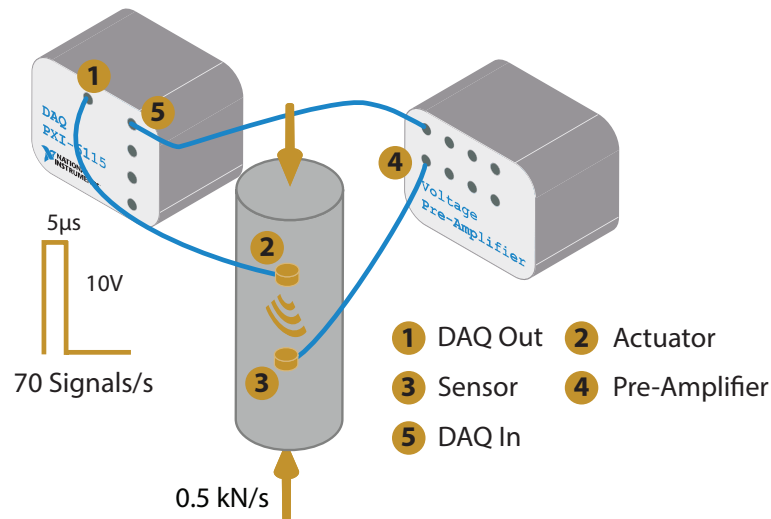 1
5
DAQ
PXI-6115
NATIONAL
INSTRUMENTS
4
Voltage
Pre-Amplifier
5µs
10V
70 Signals/s
2
3
0.5 kN/s
1 DAQ Out
2 Actuator
3 Sensor
4 Pre-Amplifier
5 DAQ In